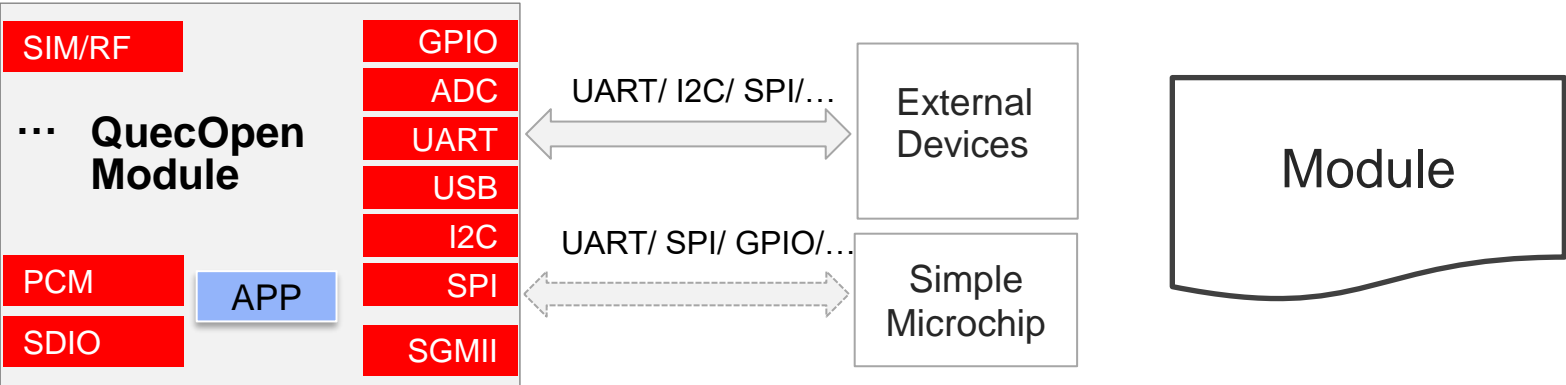 SIM/RF
… QuecOpen
Module
PCM
SDIO
APP
GPIO
ADC
UART
USB
I2C
SPI
SGMII
UART/ I2C/ SPI/…
UART/ SPI/ GPIO/…
External
Devices
Simple
Microchip
Module